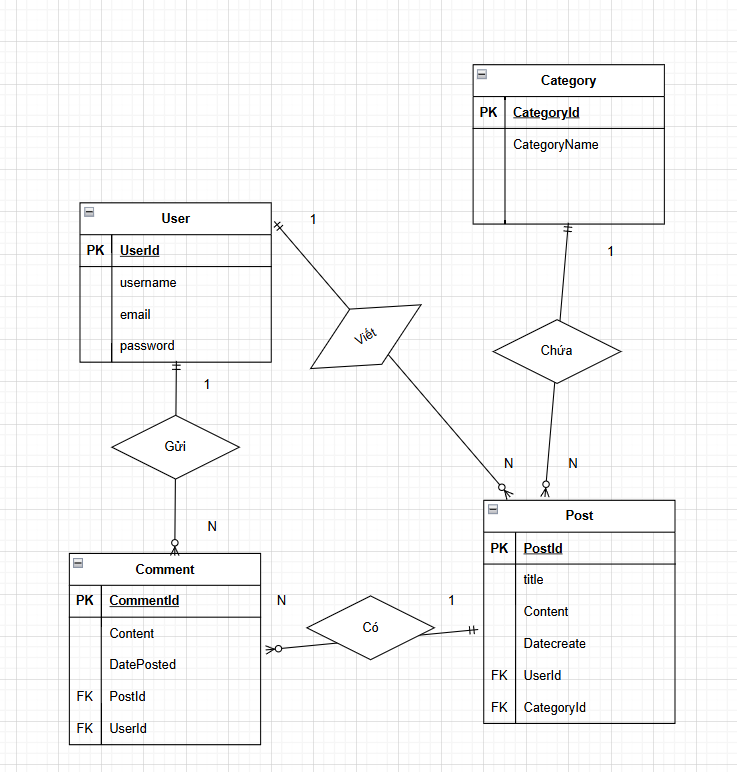 Category
PK CategoryId
CategoryName
User
PK UserId
username
email
password
1
1
Viết
Chứa
1
Gửi
N
N
N
Post
PK PostId
title
Content
Datecreate
FK UserId
FK CategoryId
Comment
PK CommentId
Content
DatePosted
FK PostId
FK UserId
N
Có
1